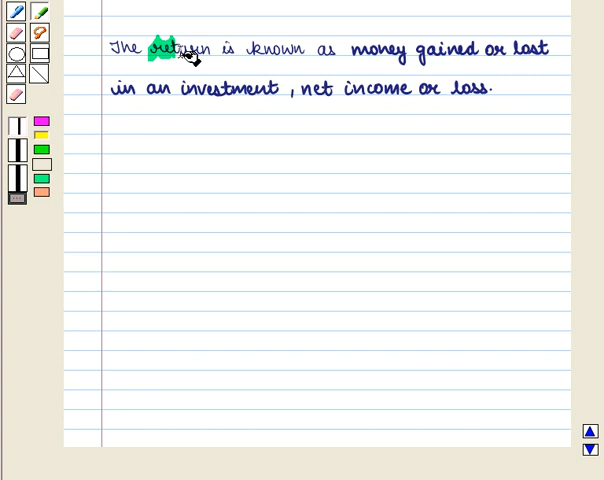 The return is known as money gained or lost
in an investment, net income or loss.